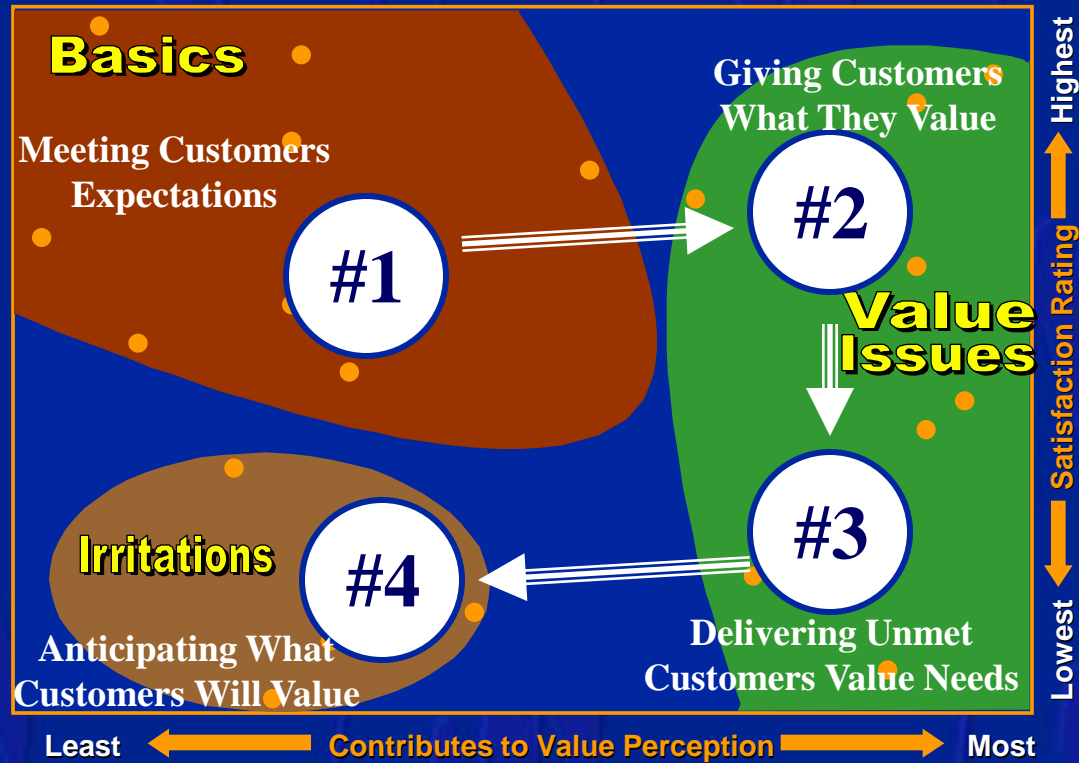 Basics
Meeting Customers
Expectations
#1
Giving Customers
What They Value
#2
Value
Issues
#3
Delivering Unmet
Customers Value Needs
Irritations
#4
Anticipating What
Customers Will Value
Highest
Satisfaction Rating
Lowest
Least
Contributes to Value Perception
Most